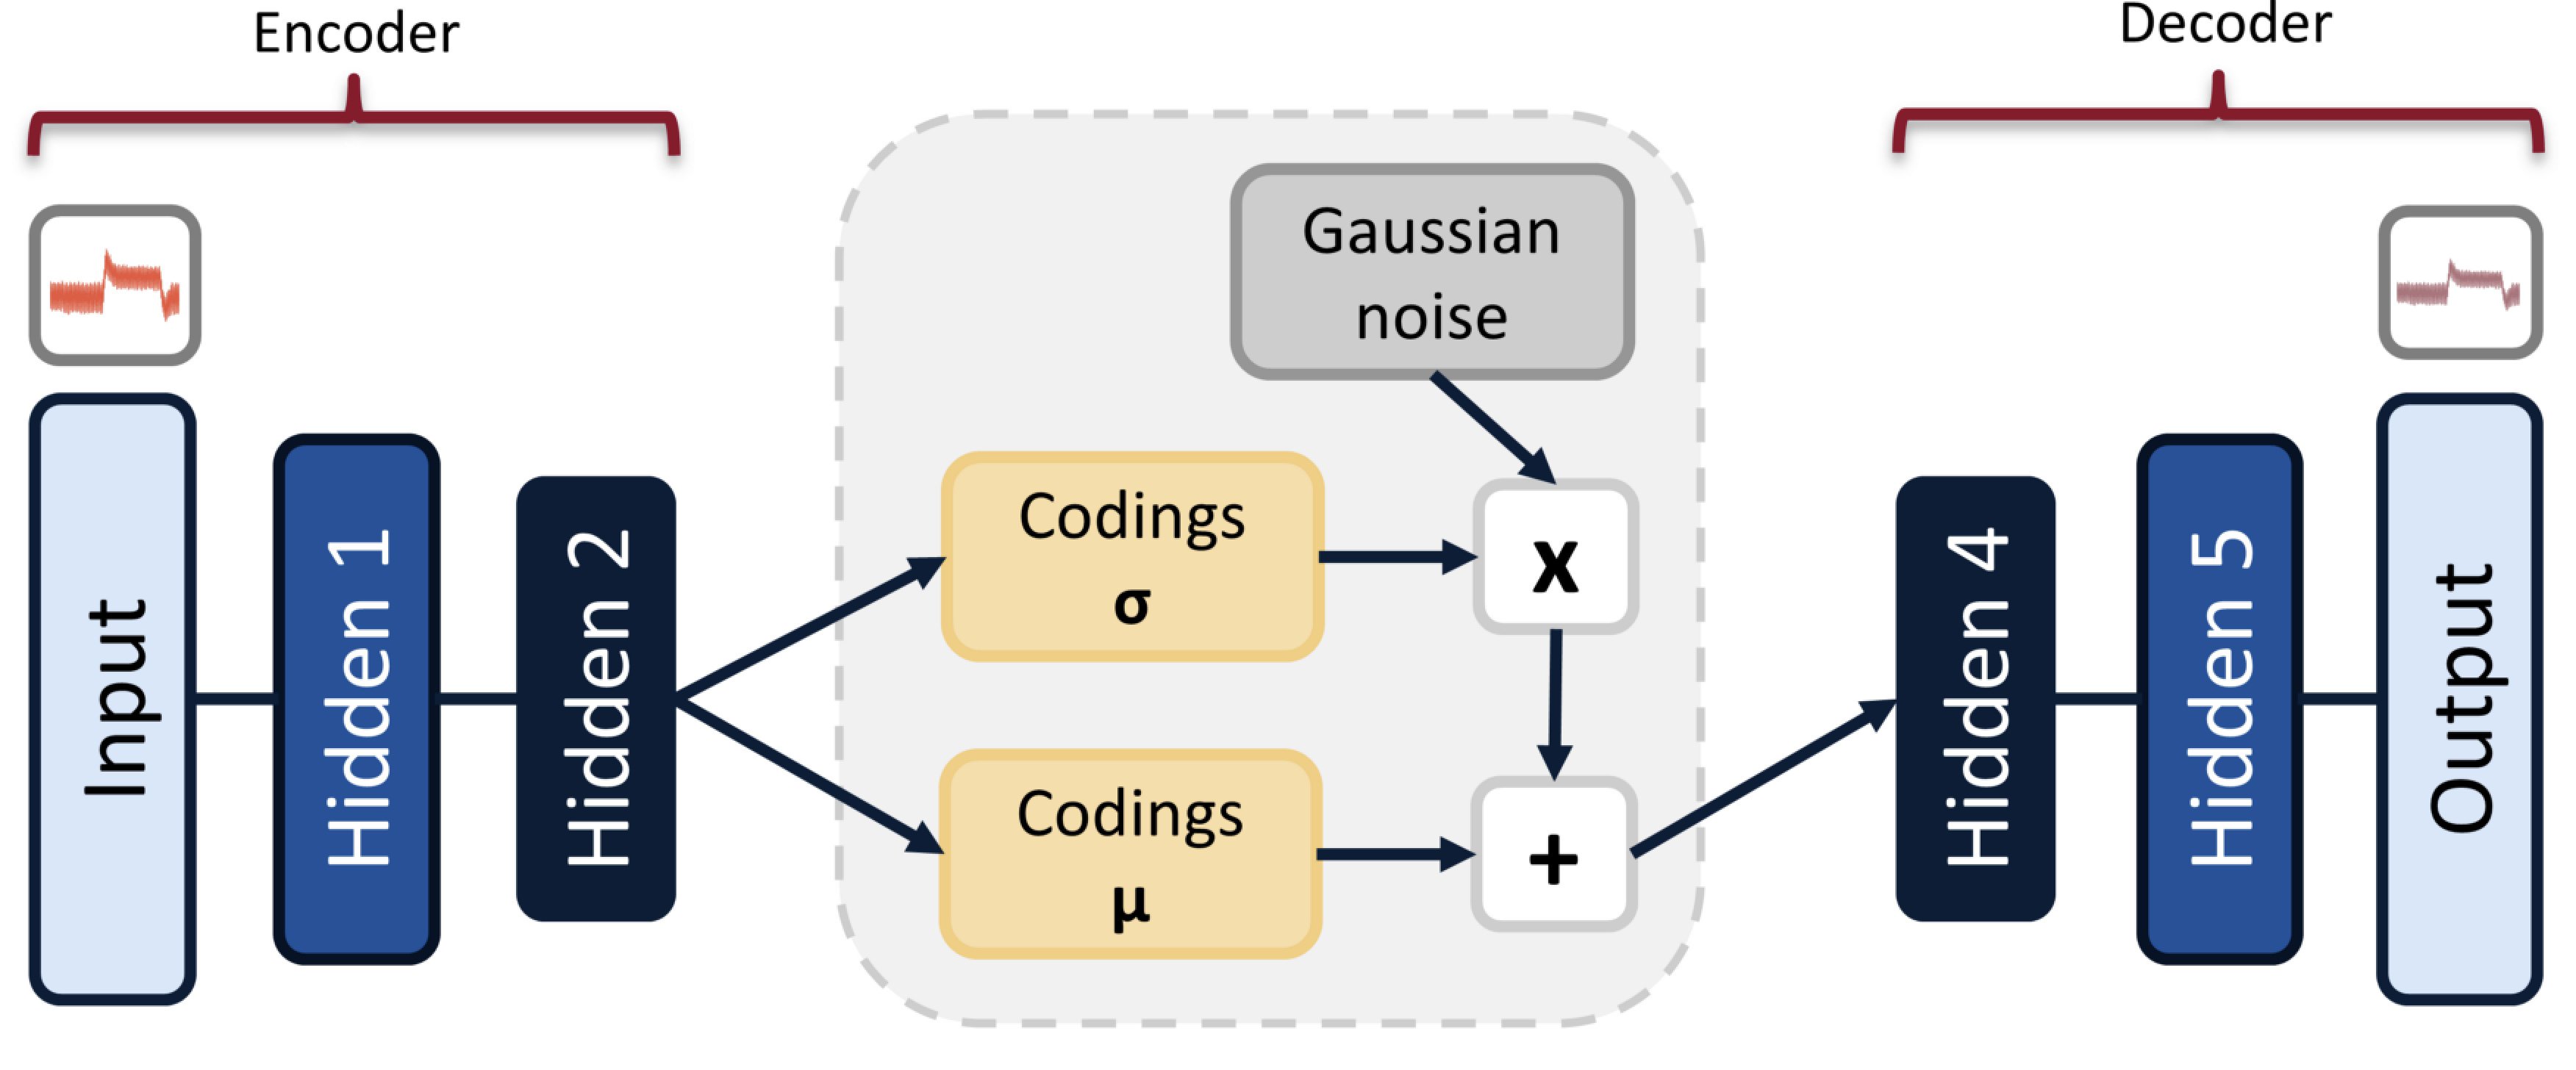 Encoder
Decoder
Gaussian
noise
Input
Hidden 1
Hidden 2
Codings
σ
x
Codings
μ
+
Hidden 4
Hidden 5
Output